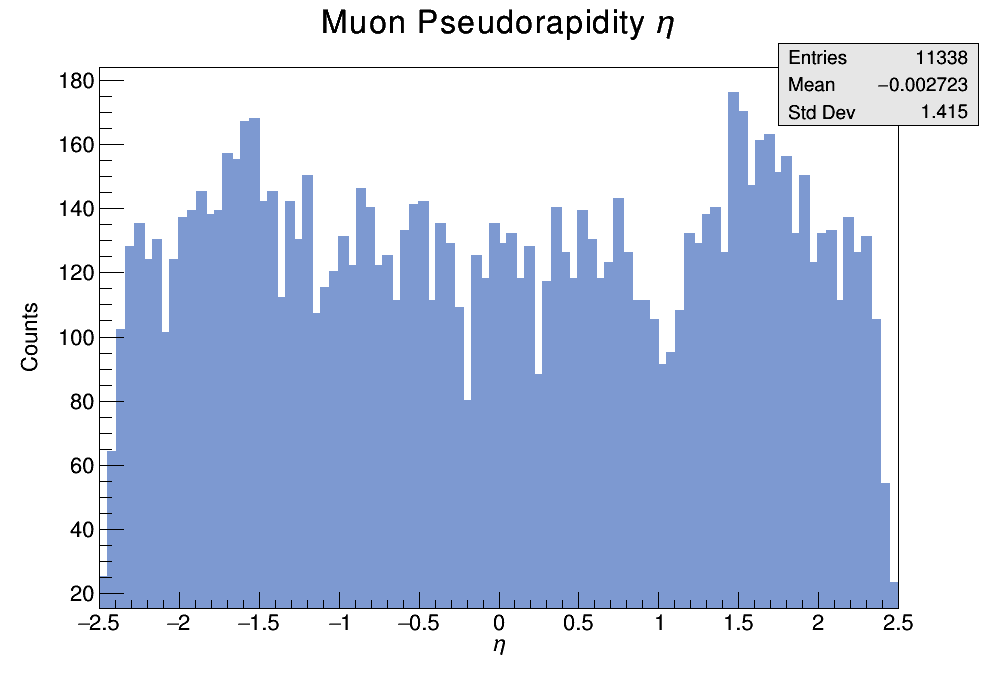 Muon Pseudorapidity η
Entries 11338
Mean −0.002723
Std Dev 1.415
180
160
140
120
100
80
60
40
20
Counts
−2.5 −2 −1.5 −1 −0.5 0 0.5 1 1.5 2 2.5
η